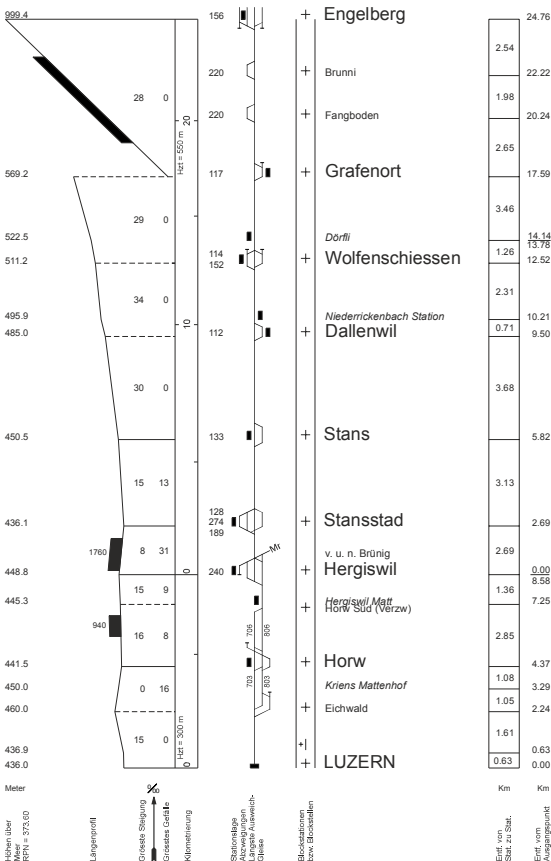 999.4 156 Engelberg 24.76
2.54
220 Brunni 22.22
28 0 1.98
220 Fangboden 20.24
20
Hzt = 550 m 2.65
569.2 117 Grafenort 17.59
3.46
29 0
522.5 Dörfli 14.14
114 1.26 13.78
511.2 152 Wolfenschiessen 12.52
34 0 2.31
495.9 Niederrickenbach Station 10.21
10 0.71
485.0 112 Dallenwil 9.50
30 0 3.68
450.5 133 Stans 5.82
15 13 3.13
128
436.1 274 Stansstad 2.69
189
1760 8 31 Mr v. u. n. Brünig 2.69
448.8 240 Hergiswil 0.00
0 8.58
15 9 1.36
445.3 Hergiswil Matt 7.25
Horw Süd (Verzw)
940 16 8 706 806 2.85
441.5 Horw 4.37
703 803 1.08
450.0 0 16 Kriens Mattenhof 3.29
1.05
460.0 Eichwald 2.24
15 0 Hzt = 300 m 1.61
436.9 0.63
436.0 0 LUZERN 0.63 0.00
Meter ‰ Km Km
Höhen über
Meer
RPN = 373.60
Längenprofil
Grösste Steigung
Grösstes Gefälle
Kilometrierung
Stationslage
Abzweigungen
Längste Ausweich-
Gleise
Blockstationen
bzw. Blockstellen
Entf. von
Stat. zu Stat.
Entf. vom
Ausgangspunkt